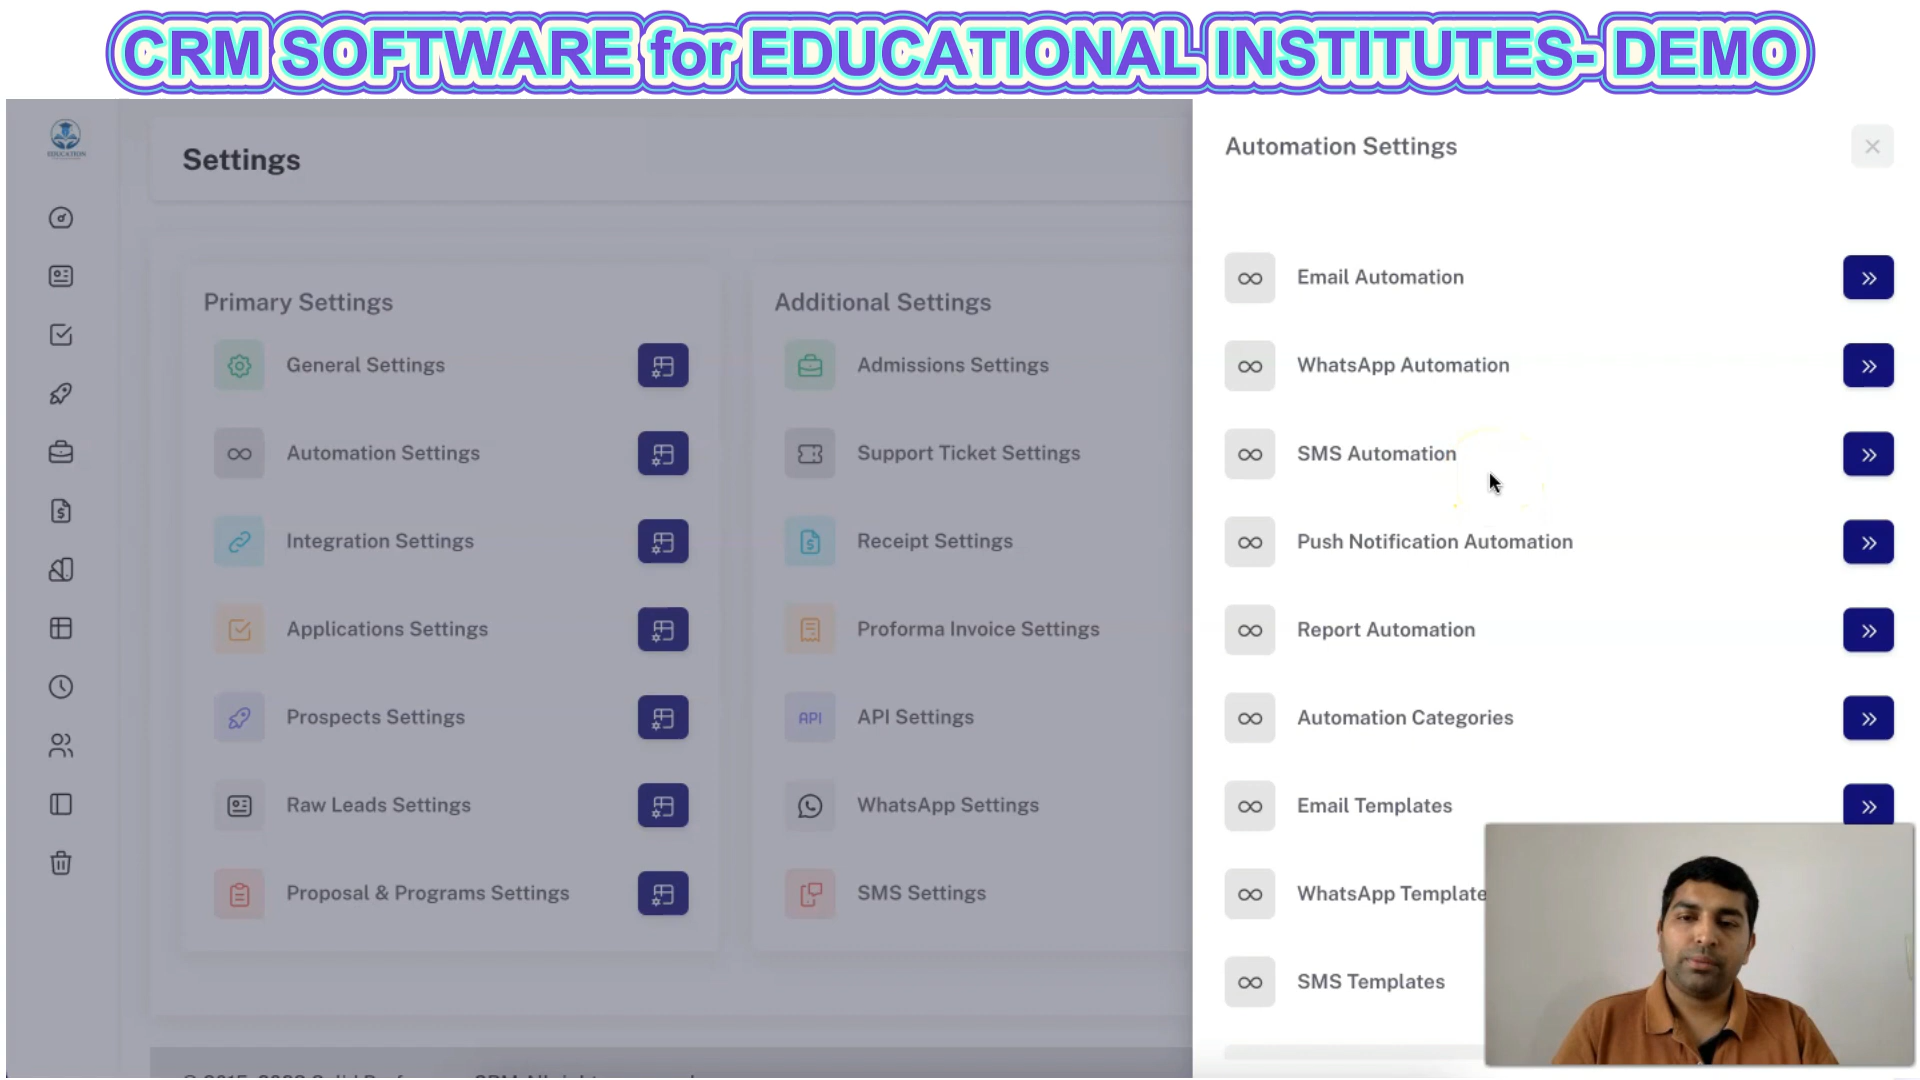 CRM SOFTWARE for EDUCATIONAL INSTITUTES- DEMO
EDUCATION
Settings
Primary Settings
General Settings
Automation Settings
Integration Settings
Applications Settings
Prospects Settings
Raw Leads Settings
Proposal & Programs Settings
Additional Settings
Admissions Settings
Support Ticket Settings
Receipt Settings
Proforma Invoice Settings
API
API Settings
WhatsApp Settings
SMS Settings
Automation Settings
Email Automation
WhatsApp Automation
SMS Automation
Push Notification Automation
Report Automation
Automation Categories
Email Templates
WhatsApp Template
SMS Templates